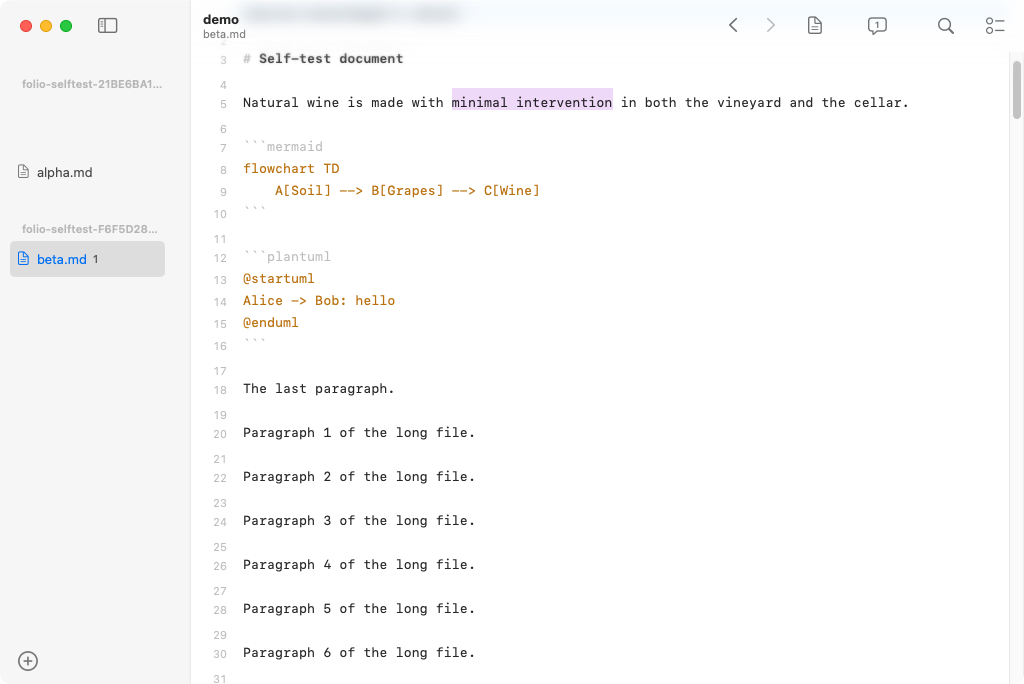 demo
beta.md
folio-selftest-21BE6BA1...
alpha.md
folio-selftest-F6F5D28...
beta.md 1
1
3 # Self-test document
4
5 Natural wine is made with minimal intervention in both the vineyard and the cellar.
6
7 ```mermaid
8 flowchart TD
9     A[Soil] --> B[Grapes] --> C[Wine]
10 ```
11
12 ```plantuml
13 @startuml
14 Alice -> Bob: hello
15 @enduml
16 ```
17
18 The last paragraph.
19
20 Paragraph 1 of the long file.
21
22 Paragraph 2 of the long file.
23
24 Paragraph 3 of the long file.
25
26 Paragraph 4 of the long file.
27
28 Paragraph 5 of the long file.
29
30 Paragraph 6 of the long file.
31